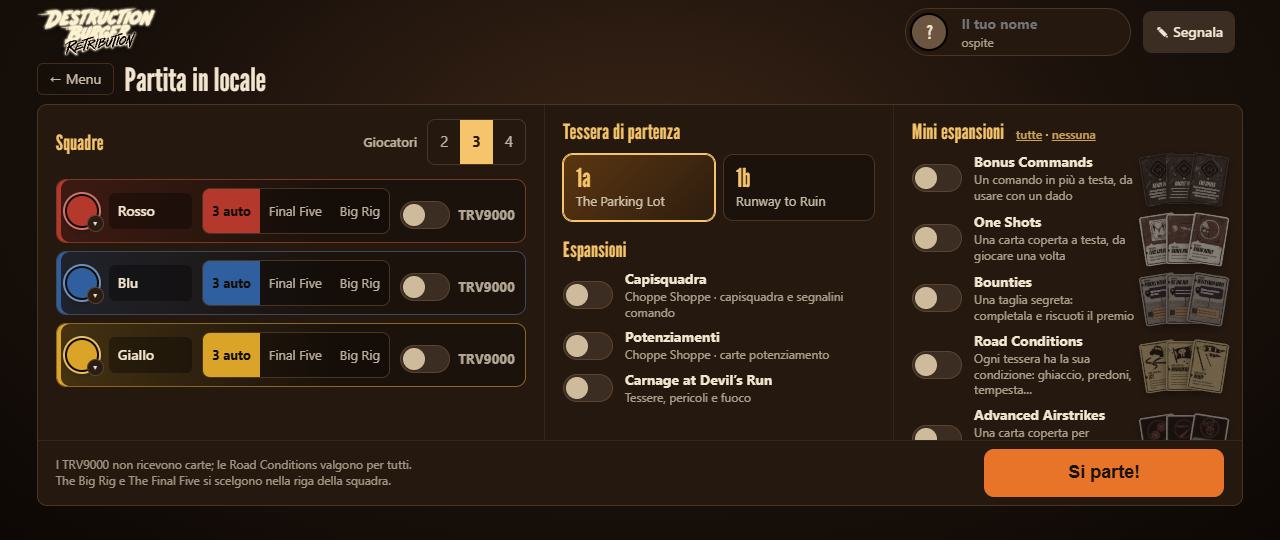 DESTRUCTION
BURGER
RETRIBUTION
?
Il tuo nome
ospite
✎ Segnala
← Menu
Partita in locale
Squadre
Giocatori
2 3 4
Rosso
3 auto Final Five Big Rig
TRV9000
Blu
3 auto Final Five Big Rig
TRV9000
Giallo
3 auto Final Five Big Rig
TRV9000
Tessera di partenza
1a
The Parking Lot
1b
Runway to Ruin
Espansioni
Capisquadra
Choppe Shoppe · capisquadra e segnalini
comando
Potenziamenti
Choppe Shoppe · carte potenziamento
Carnage at Devil’s Run
Tessere, pericoli e fuoco
Mini espansioni
tutte · nessuna
Bonus Commands
Un comando in più a testa, da
usare con un dado
One Shots
Una carta coperta a testa, da
giocare una volta
Bounties
Una taglia segreta:
completala e riscuoti il premio
Road Conditions
Ogni tessera ha la sua
condizione: ghiaccio, predoni,
tempesta...
Advanced Airstrikes
Una carta coperta per
I TRV9000 non ricevono carte; le Road Conditions valgono per tutti.
The Big Rig e The Final Five si scelgono nella riga della squadra.
Si parte!